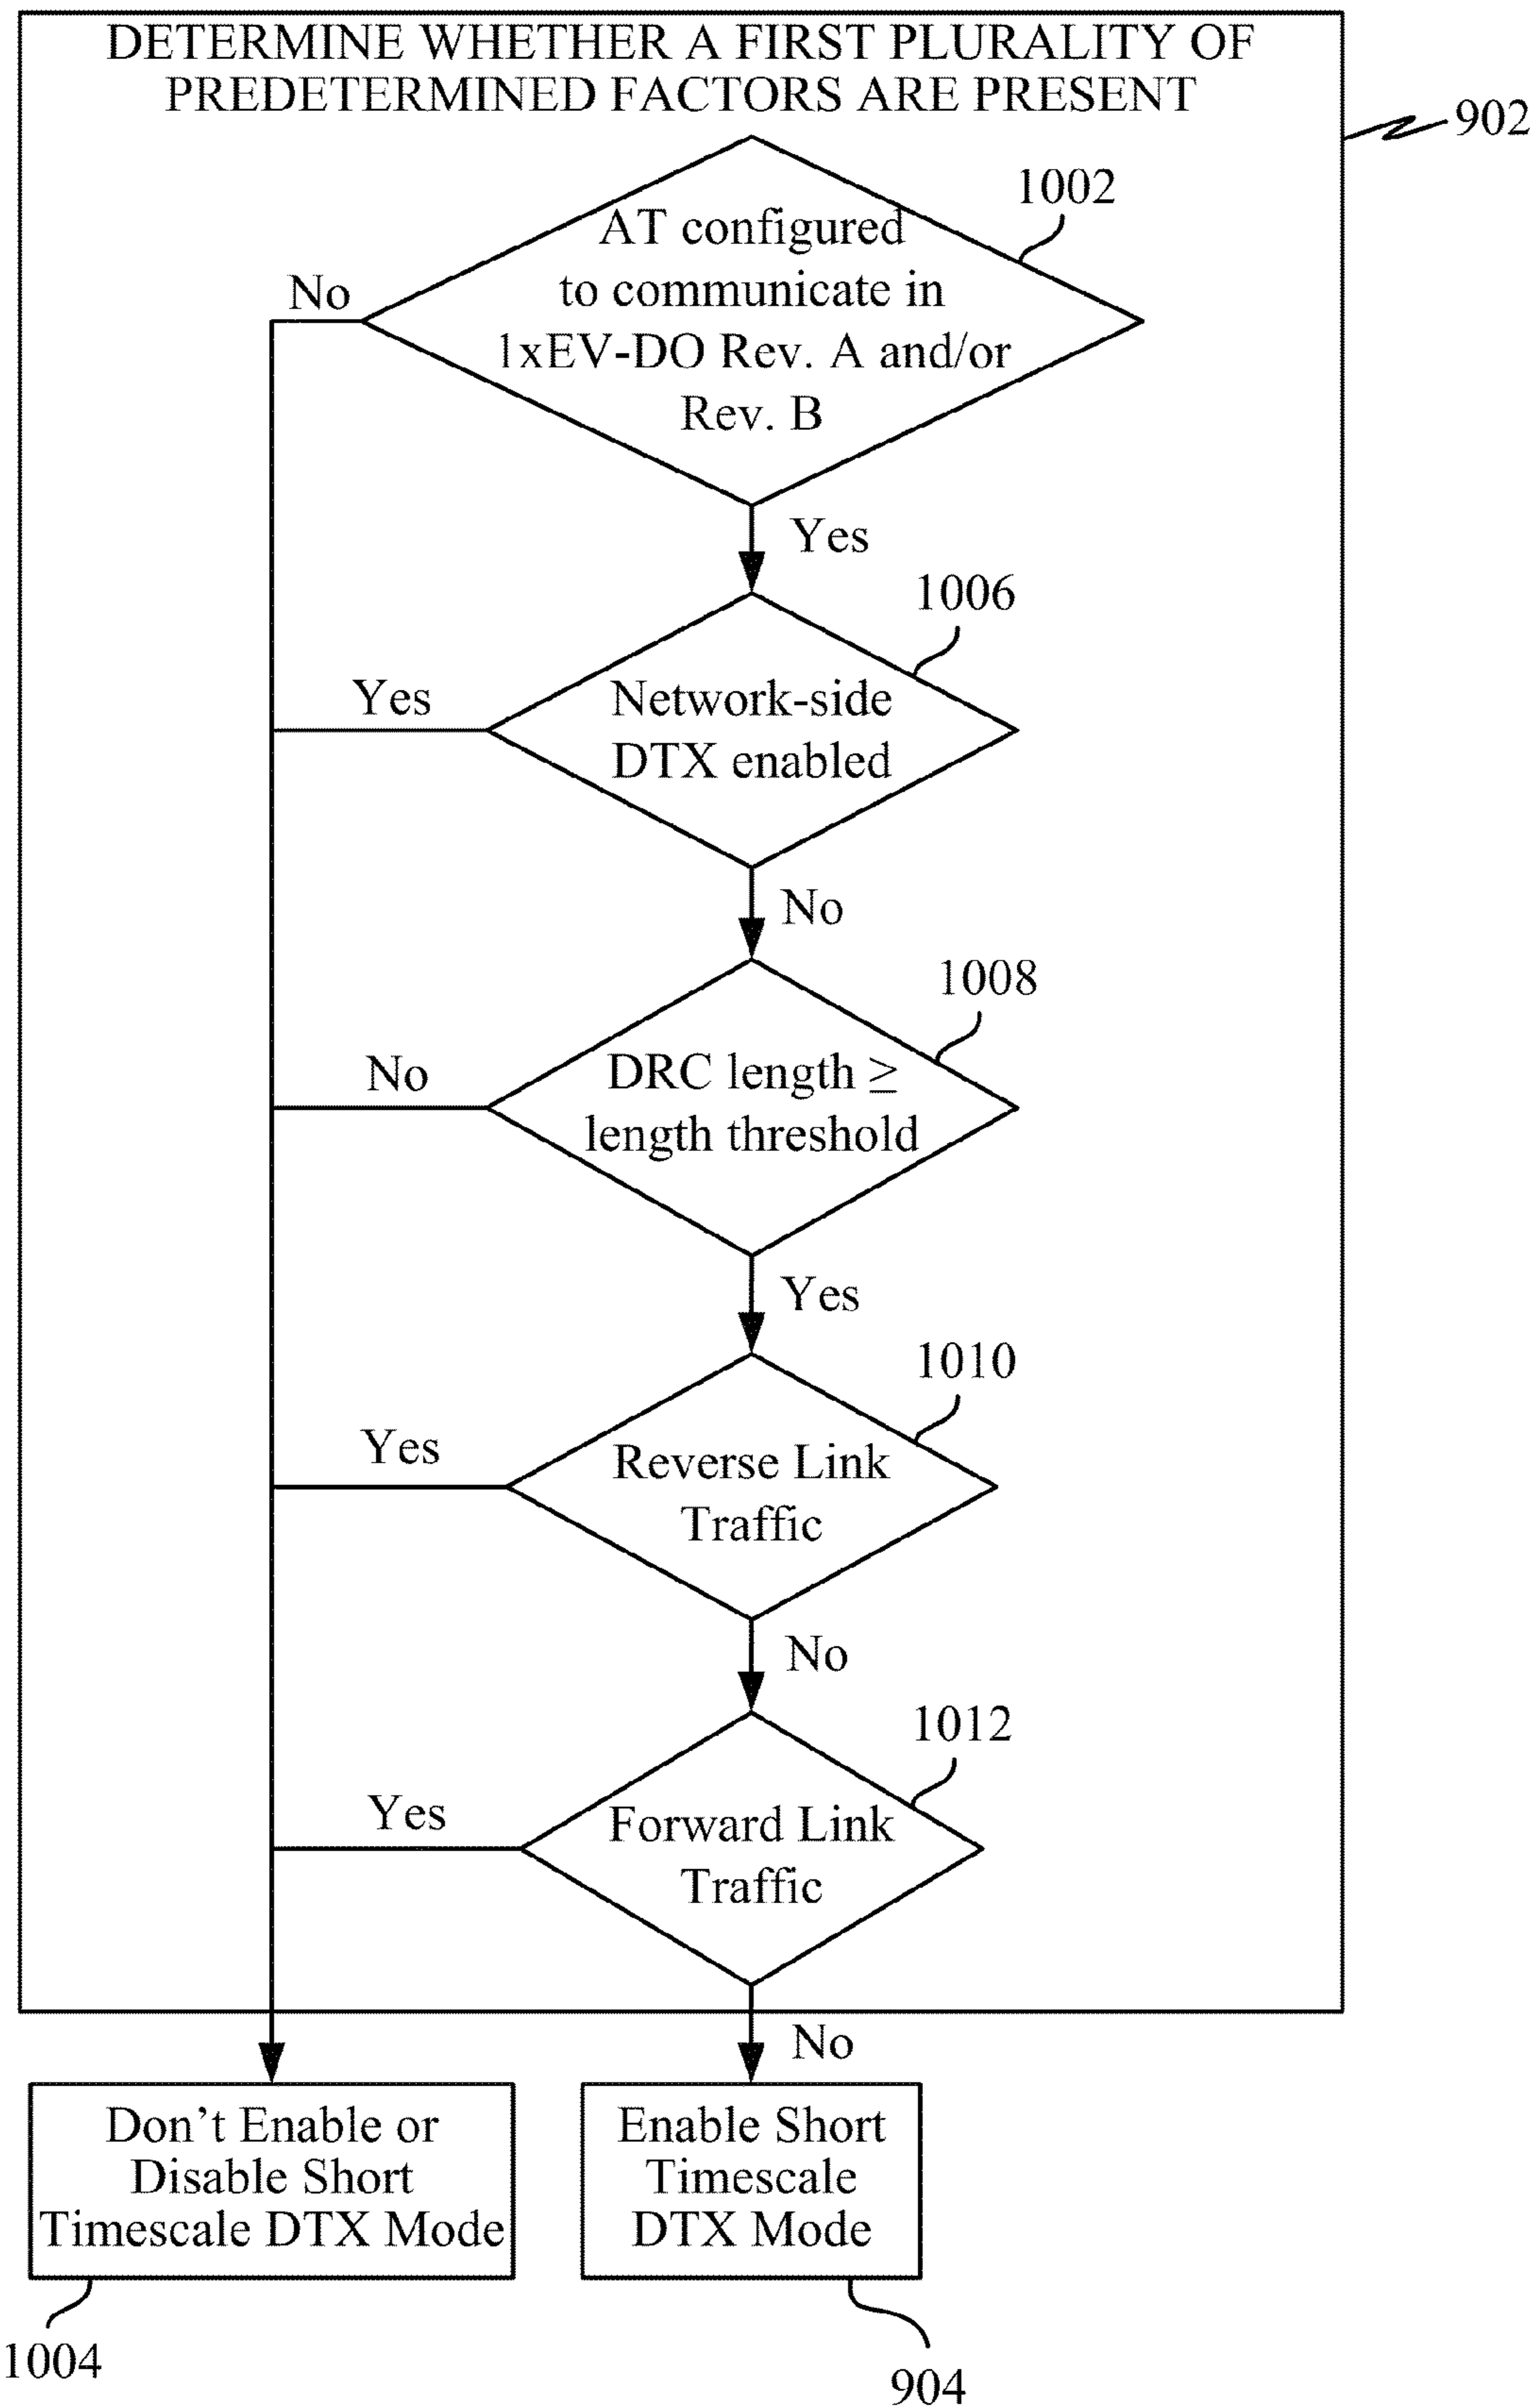 DETERMINE WHETHER A FIRST PLURALITY OF
PREDETERMINED FACTORS ARE PRESENT
902
1002
AT configured
to communicate in
1xEV-DO Rev. A and/or
Rev. B
No
Yes
1006
Network-side
DTX enabled
Yes
No
1008
DRC length ≥
length threshold
No
Yes
1010
Reverse Link
Traffic
Yes
No
1012
Forward Link
Traffic
Yes
No
Don't Enable or
Disable Short
Timescale DTX Mode
1004
Enable Short
Timescale
DTX Mode
904